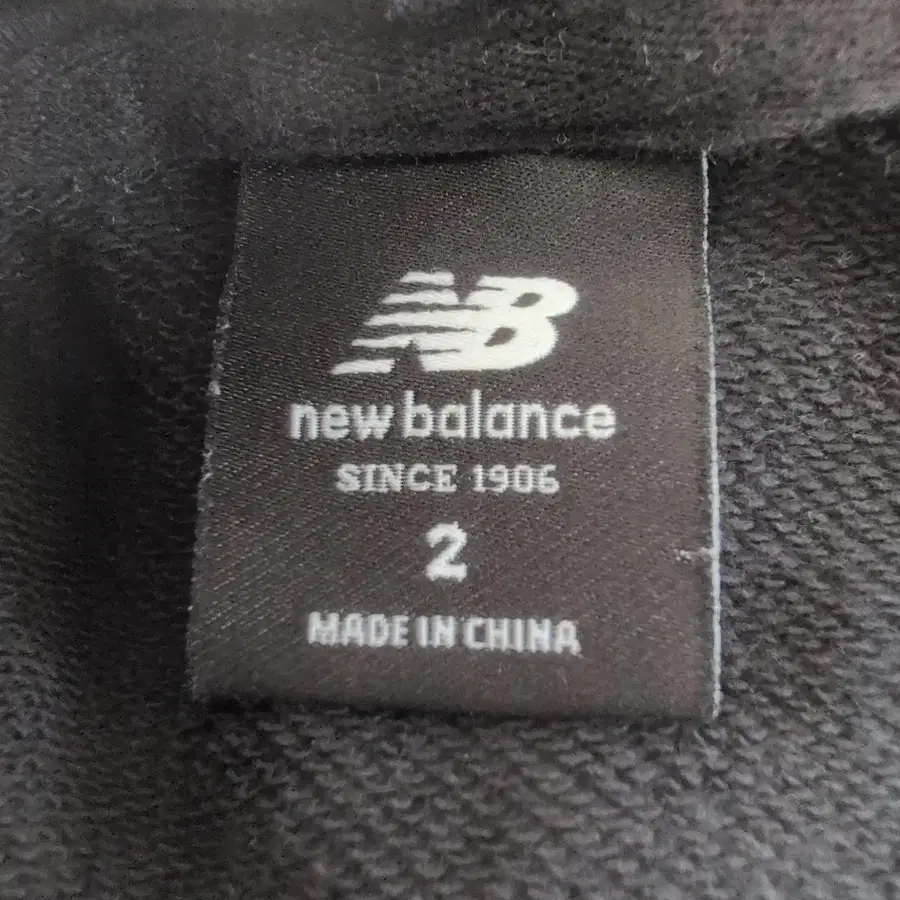 NB
new balance
SINCE 1906
2
MADE IN CHINA